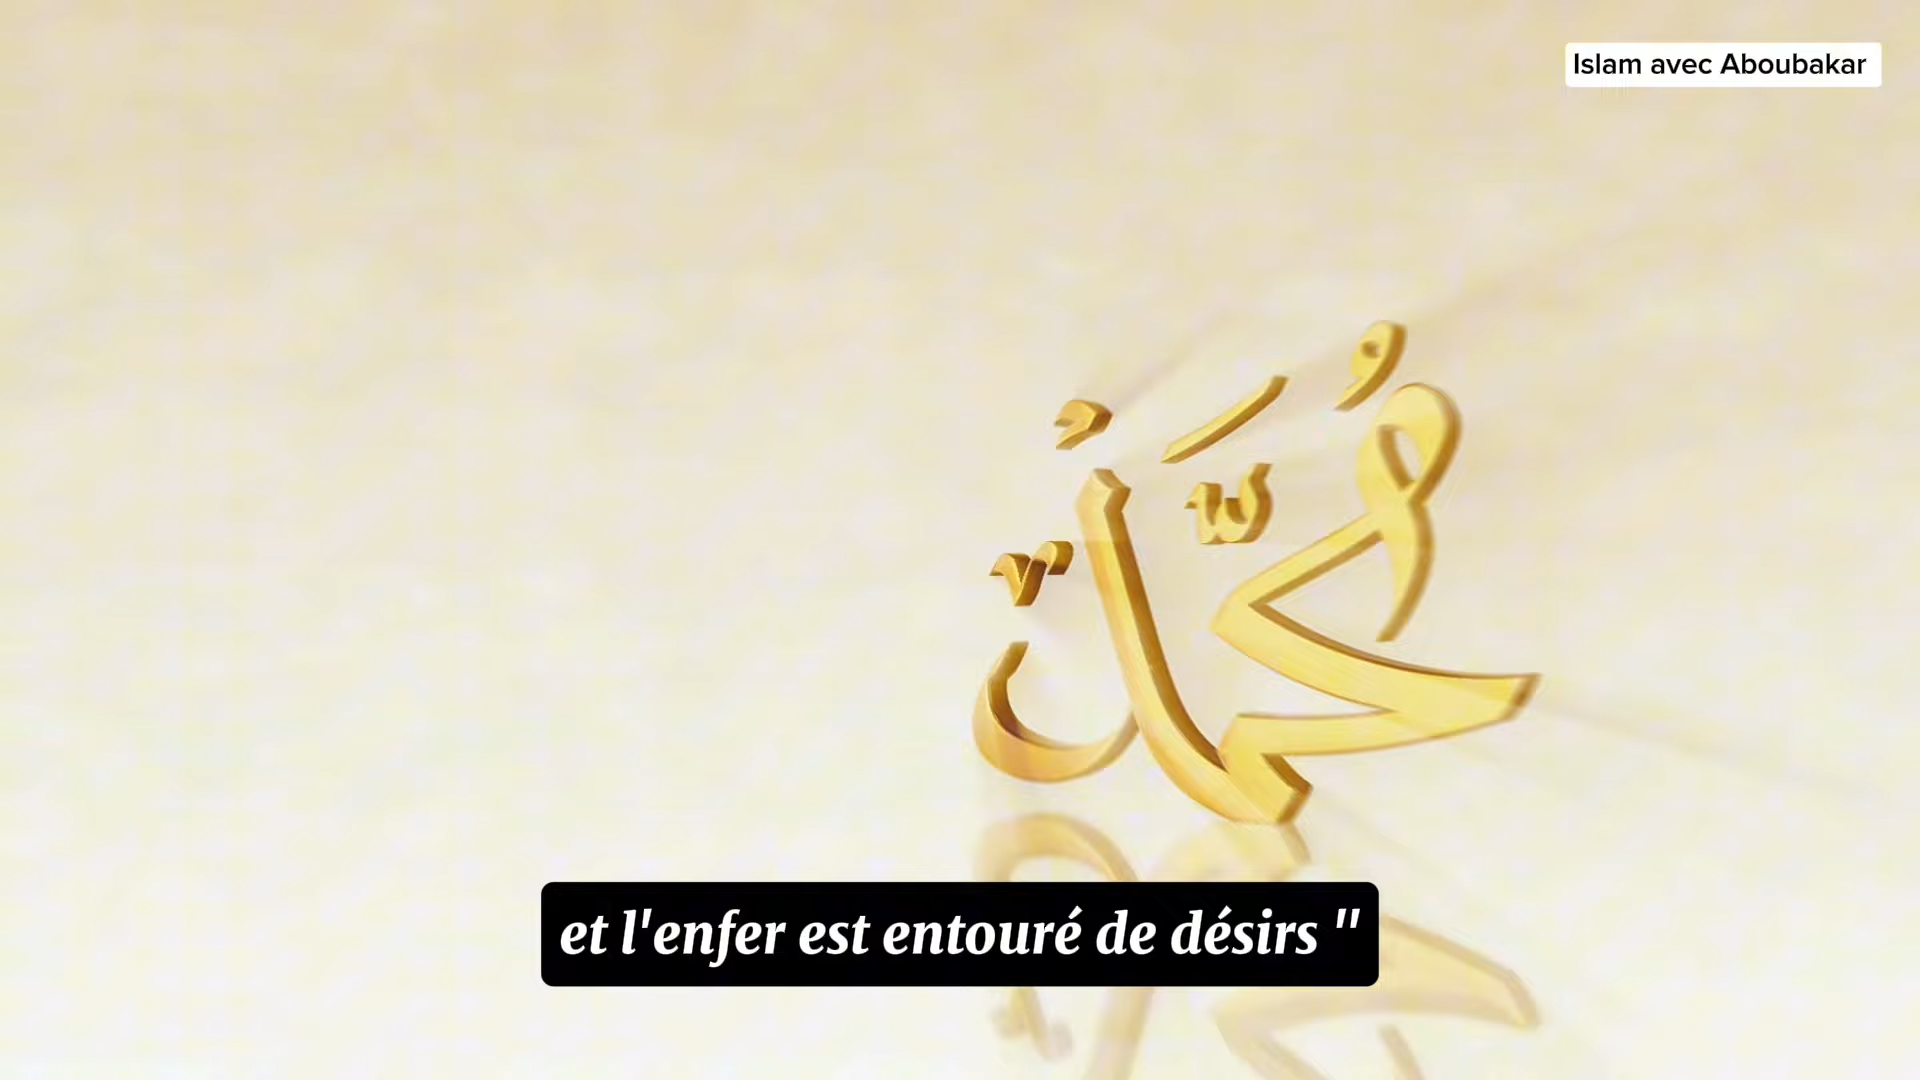 Islam avec Aboubakar
مُحَمَّدٌ
et l'enfer est entouré de désirs "